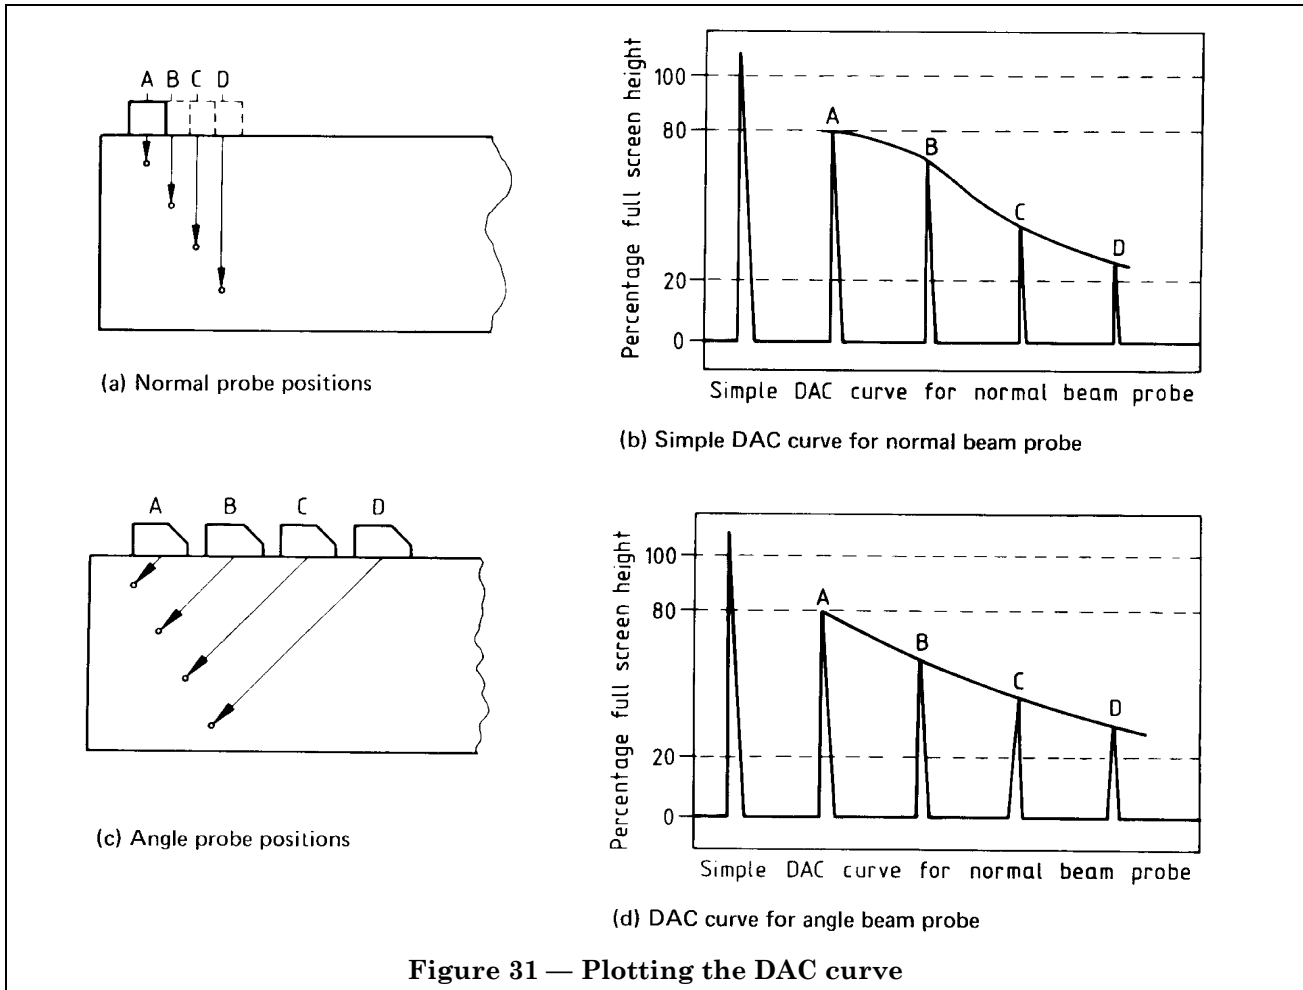 A B C D
(a) Normal probe positions
Percentage full screen height
100
80
20
0
A
B
C
D
Simple DAC curve for normal beam probe
(b) Simple DAC curve for normal beam probe
A B C D
(c) Angle probe positions
Percentage full screen height
100
80
20
0
A
B
C
D
Simple DAC curve for normal beam probe
(d) DAC curve for angle beam probe
Figure 31 — Plotting the DAC curve